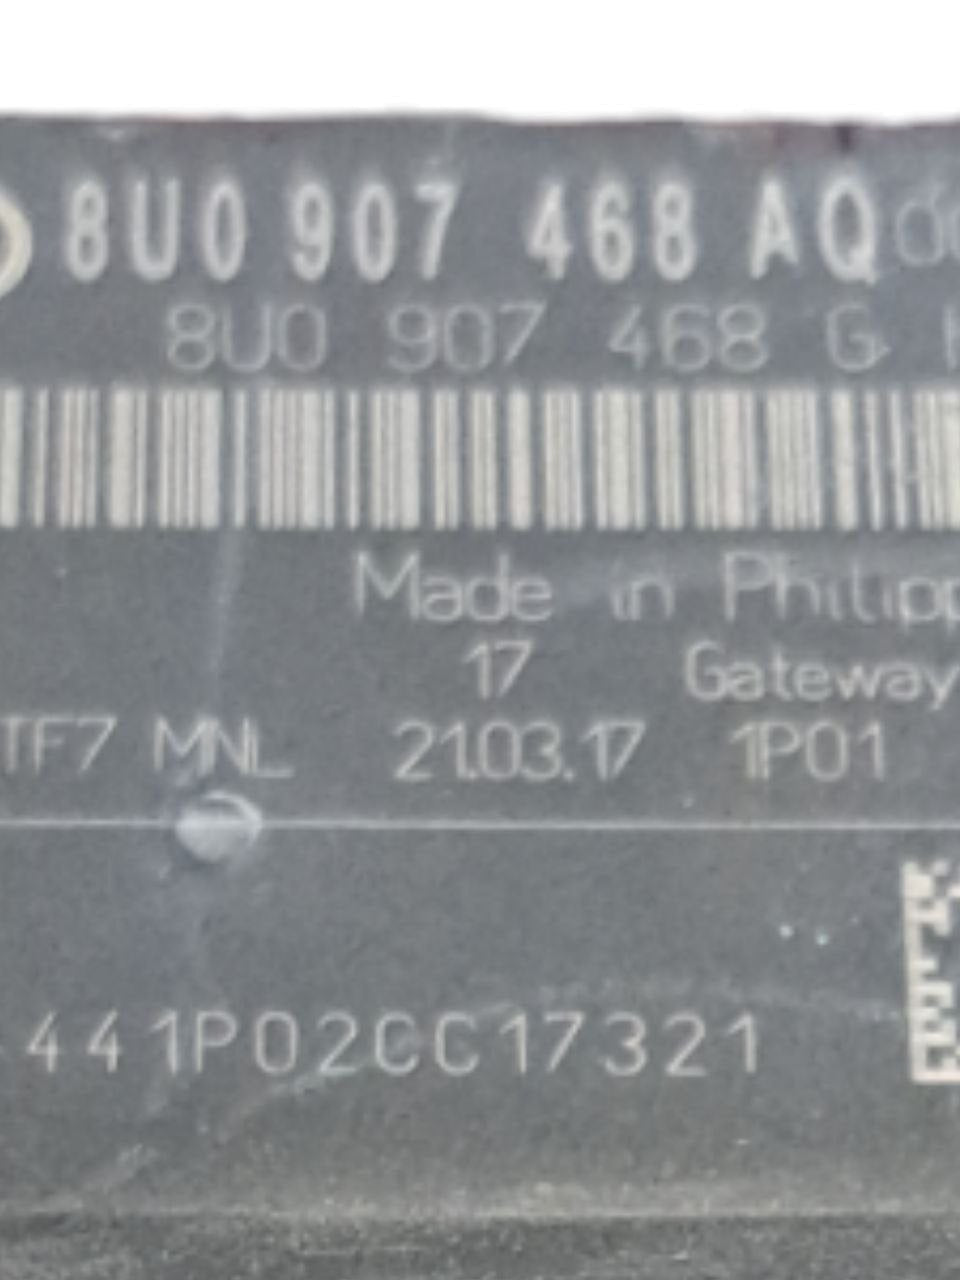 8U0 907 468 AQ
8U0 907 468 G
Made in Philipp
17 Gateway
TF7 MNL 21.03.17 1P01
441P02CC17321